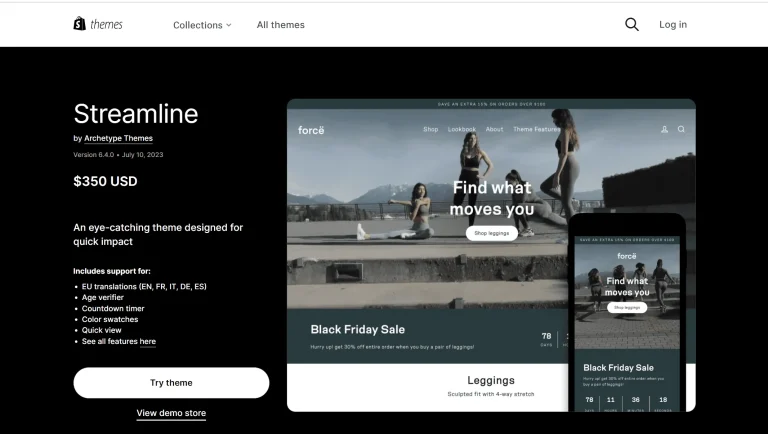 themes
Collections
All themes
Log in
Streamline
by Archetype Themes
Version 6.4.0 • July 10, 2023
$350 USD
An eye-catching theme designed for
quick impact
Includes support for:
• EU translations (EN, FR, IT, DE, ES)
• Age verifier
• Countdown timer
• Color swatches
• Quick view
• See all features here
Try theme
View demo store
SAVE AN EXTRA 10% ON ORDERS OVER $100
forcë
Shop Lookbook About Theme Features
Find what
moves you
Shop leggings
Black Friday Sale
Hurry up! get 30% off entire order when you buy a pair of leggings!
78
DAYS
Leggings
Sculpted fit with 4-way stretch
SAVE AN EXTRA 10% ON ORDERS OVER $100
forcë
Find what
moves you
Shop leggings
Black Friday Sale
Hurry up! get 30% off entire order when you buy
a pair of leggings!
78 11 36 18
DAYS HOURS MINUTES SECONDS